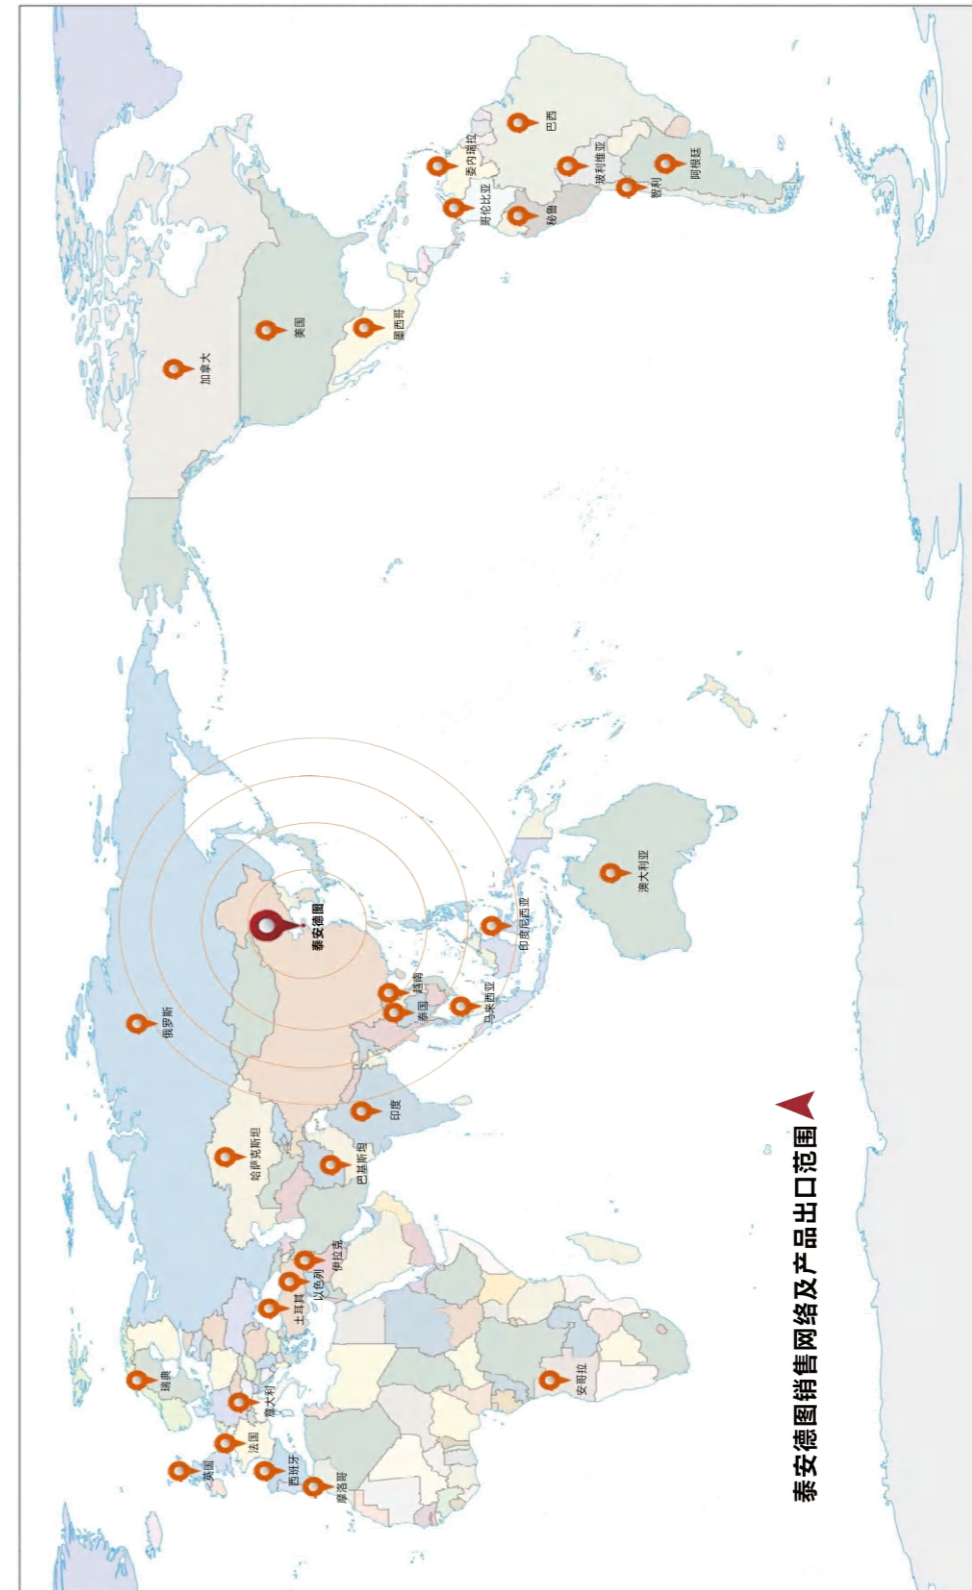 瑞典
英国
法国
意大利
西班牙
摩洛哥
土耳其
以色列
伊拉克
安哥拉
俄罗斯
哈萨克斯坦
巴基斯坦
印度
泰安德图
越南
泰国
马来西亚
印度尼西亚
澳大利亚
加拿大
美国
墨西哥
委内瑞拉
哥伦比亚
秘鲁
巴西
玻利维亚
智利
阿根廷
泰安德图销售网络及产品出口范围